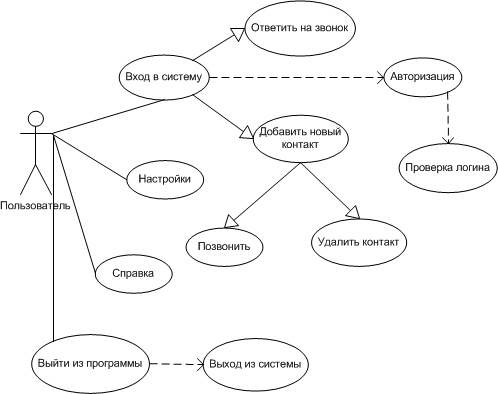 Ответить на звонок
Вход в систему
Авторизация
Добавить новый
контакт
Проверка логина
Настройки
Пользователь
Позвонить
Удалить контакт
Справка
Выйти из программы
Выход из системы